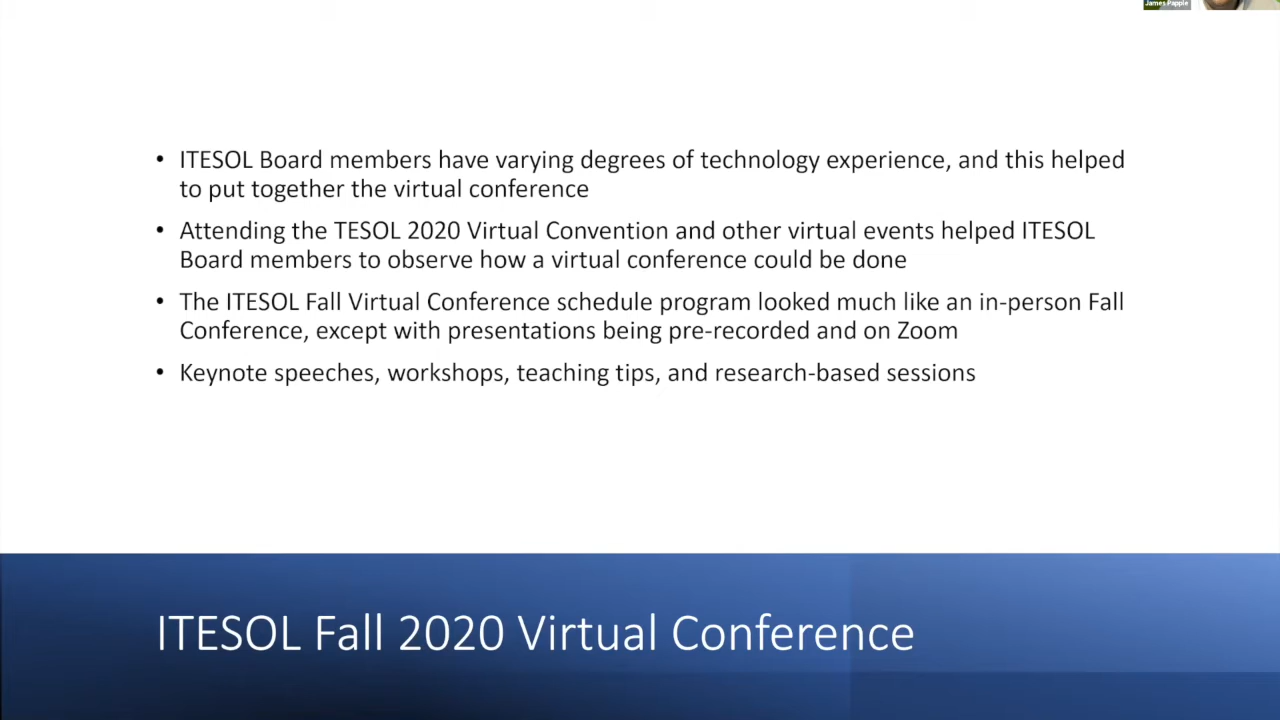 James Papple
• ITESOL Board members have varying degrees of technology experience, and this helped
to put together the virtual conference
• Attending the TESOL 2020 Virtual Convention and other virtual events helped ITESOL
Board members to observe how a virtual conference could be done
• The ITESOL Fall Virtual Conference schedule program looked much like an in-person Fall
Conference, except with presentations being pre-recorded and on Zoom
• Keynote speeches, workshops, teaching tips, and research-based sessions
ITESOL Fall 2020 Virtual Conference